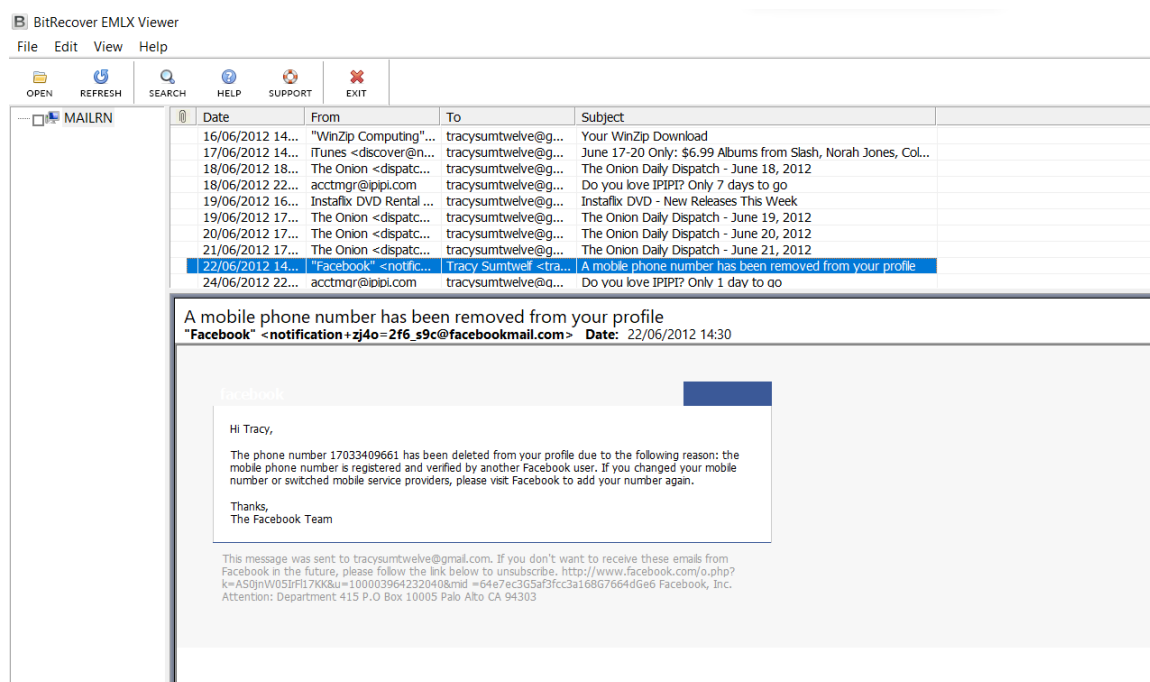 BitRecover EMLX Viewer
File Edit View Help
OPEN REFRESH SEARCH HELP SUPPORT EXIT
MAILRN
Date From To Subject
16/06/2012 14... "WinZip Computing"... tracysumtwelve@g... Your WinZip Download
17/06/2012 14... iTunes <discover@n... tracysumtwelve@g... June 17-20 Only: $6.99 Albums from Slash, Norah Jones, Col...
18/06/2012 18... The Onion <dispatc... tracysumtwelve@g... The Onion Daily Dispatch - June 18, 2012
18/06/2012 22... acctmgr@ipipi.com tracysumtwelve@g... Do you love IPIPI? Only 7 days to go
19/06/2012 16... Instaflix DVD Rental ... tracysumtwelve@g... Instaflix DVD - New Releases This Week
19/06/2012 17... The Onion <dispatc... tracysumtwelve@g... The Onion Daily Dispatch - June 19, 2012
20/06/2012 17... The Onion <dispatc... tracysumtwelve@g... The Onion Daily Dispatch - June 20, 2012
21/06/2012 17... The Onion <dispatc... tracysumtwelve@g... The Onion Daily Dispatch - June 21, 2012
22/06/2012 14... "Facebook" <notific... Tracy Sumtwelf <tra... A mobile phone number has been removed from your profile
24/06/2012 22... acctmgr@ipipi.com tracysumtwelve@g... Do you love IPIPI? Only 1 day to go
A mobile phone number has been removed from your profile
"Facebook" <notification+zj4o=2f6_s9c@facebookmail.com> Date: 22/06/2012 14:30
facebook
Hi Tracy,
The phone number 17033409661 has been deleted from your profile due to the following reason: the
mobile phone number is registered and verified by another Facebook user. If you changed your mobile
number or switched mobile service providers, please visit Facebook to add your number again.
Thanks,
The Facebook Team
This message was sent to tracysumtwelve@gmail.com. If you don't want to receive these emails from
Facebook in the future, please follow the link below to unsubscribe. http://www.facebook.com/o.php?
k=AS0jnW05IrFl17KK&u=100003964232040&mid =64e7ec3G5af3fcc3a168G7664dGe6 Facebook, Inc.
Attention: Department 415 P.O Box 10005 Palo Alto CA 94303